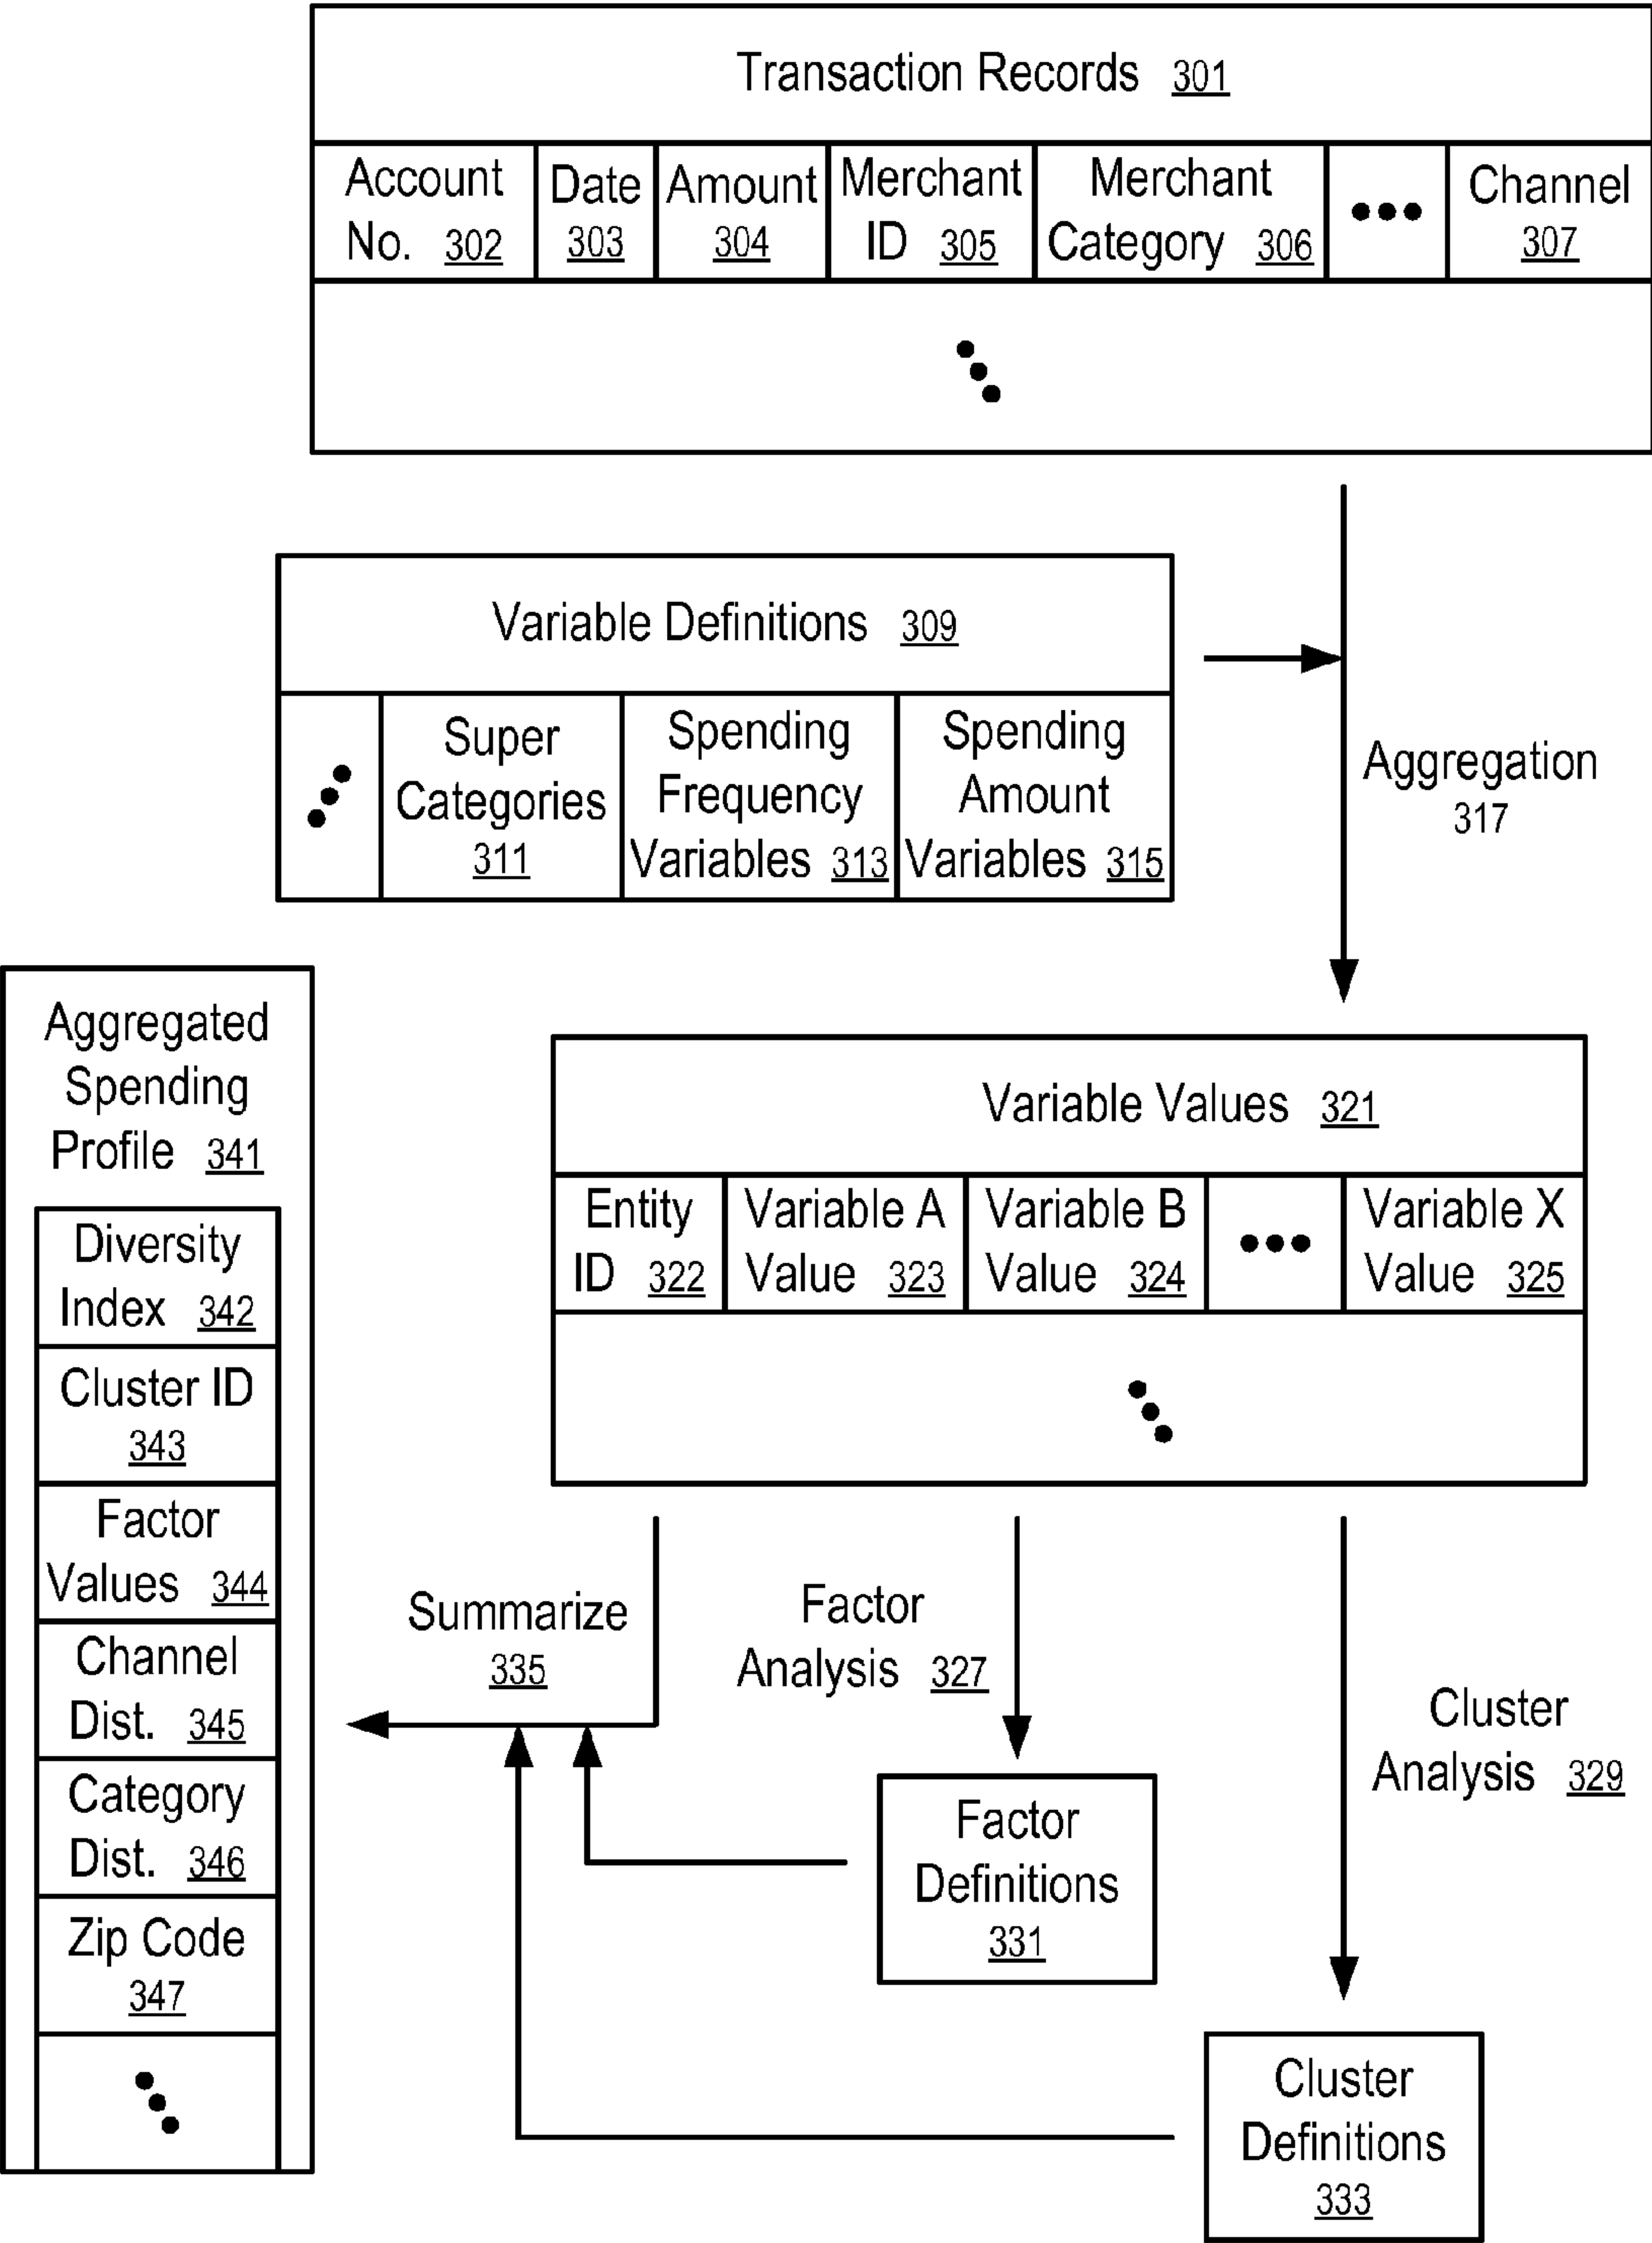 Transaction Records 301
Account
No. 302
Date
303
Amount
304
Merchant
ID 305
Merchant
Category 306
Channel
307
Variable Definitions 309
Super
Categories
311
Spending
Frequency
Variables 313
Spending
Amount
Variables 315
Aggregation
317
Aggregated
Spending
Profile 341
Diversity
Index 342
Cluster ID
343
Factor
Values 344
Channel
Dist. 345
Category
Dist. 346
Zip Code
347
Variable Values 321
Entity
ID 322
Variable A
Value 323
Variable B
Value 324
Variable X
Value 325
Summarize
335
Factor
Analysis 327
Cluster
Analysis 329
Factor
Definitions
331
Cluster
Definitions
333